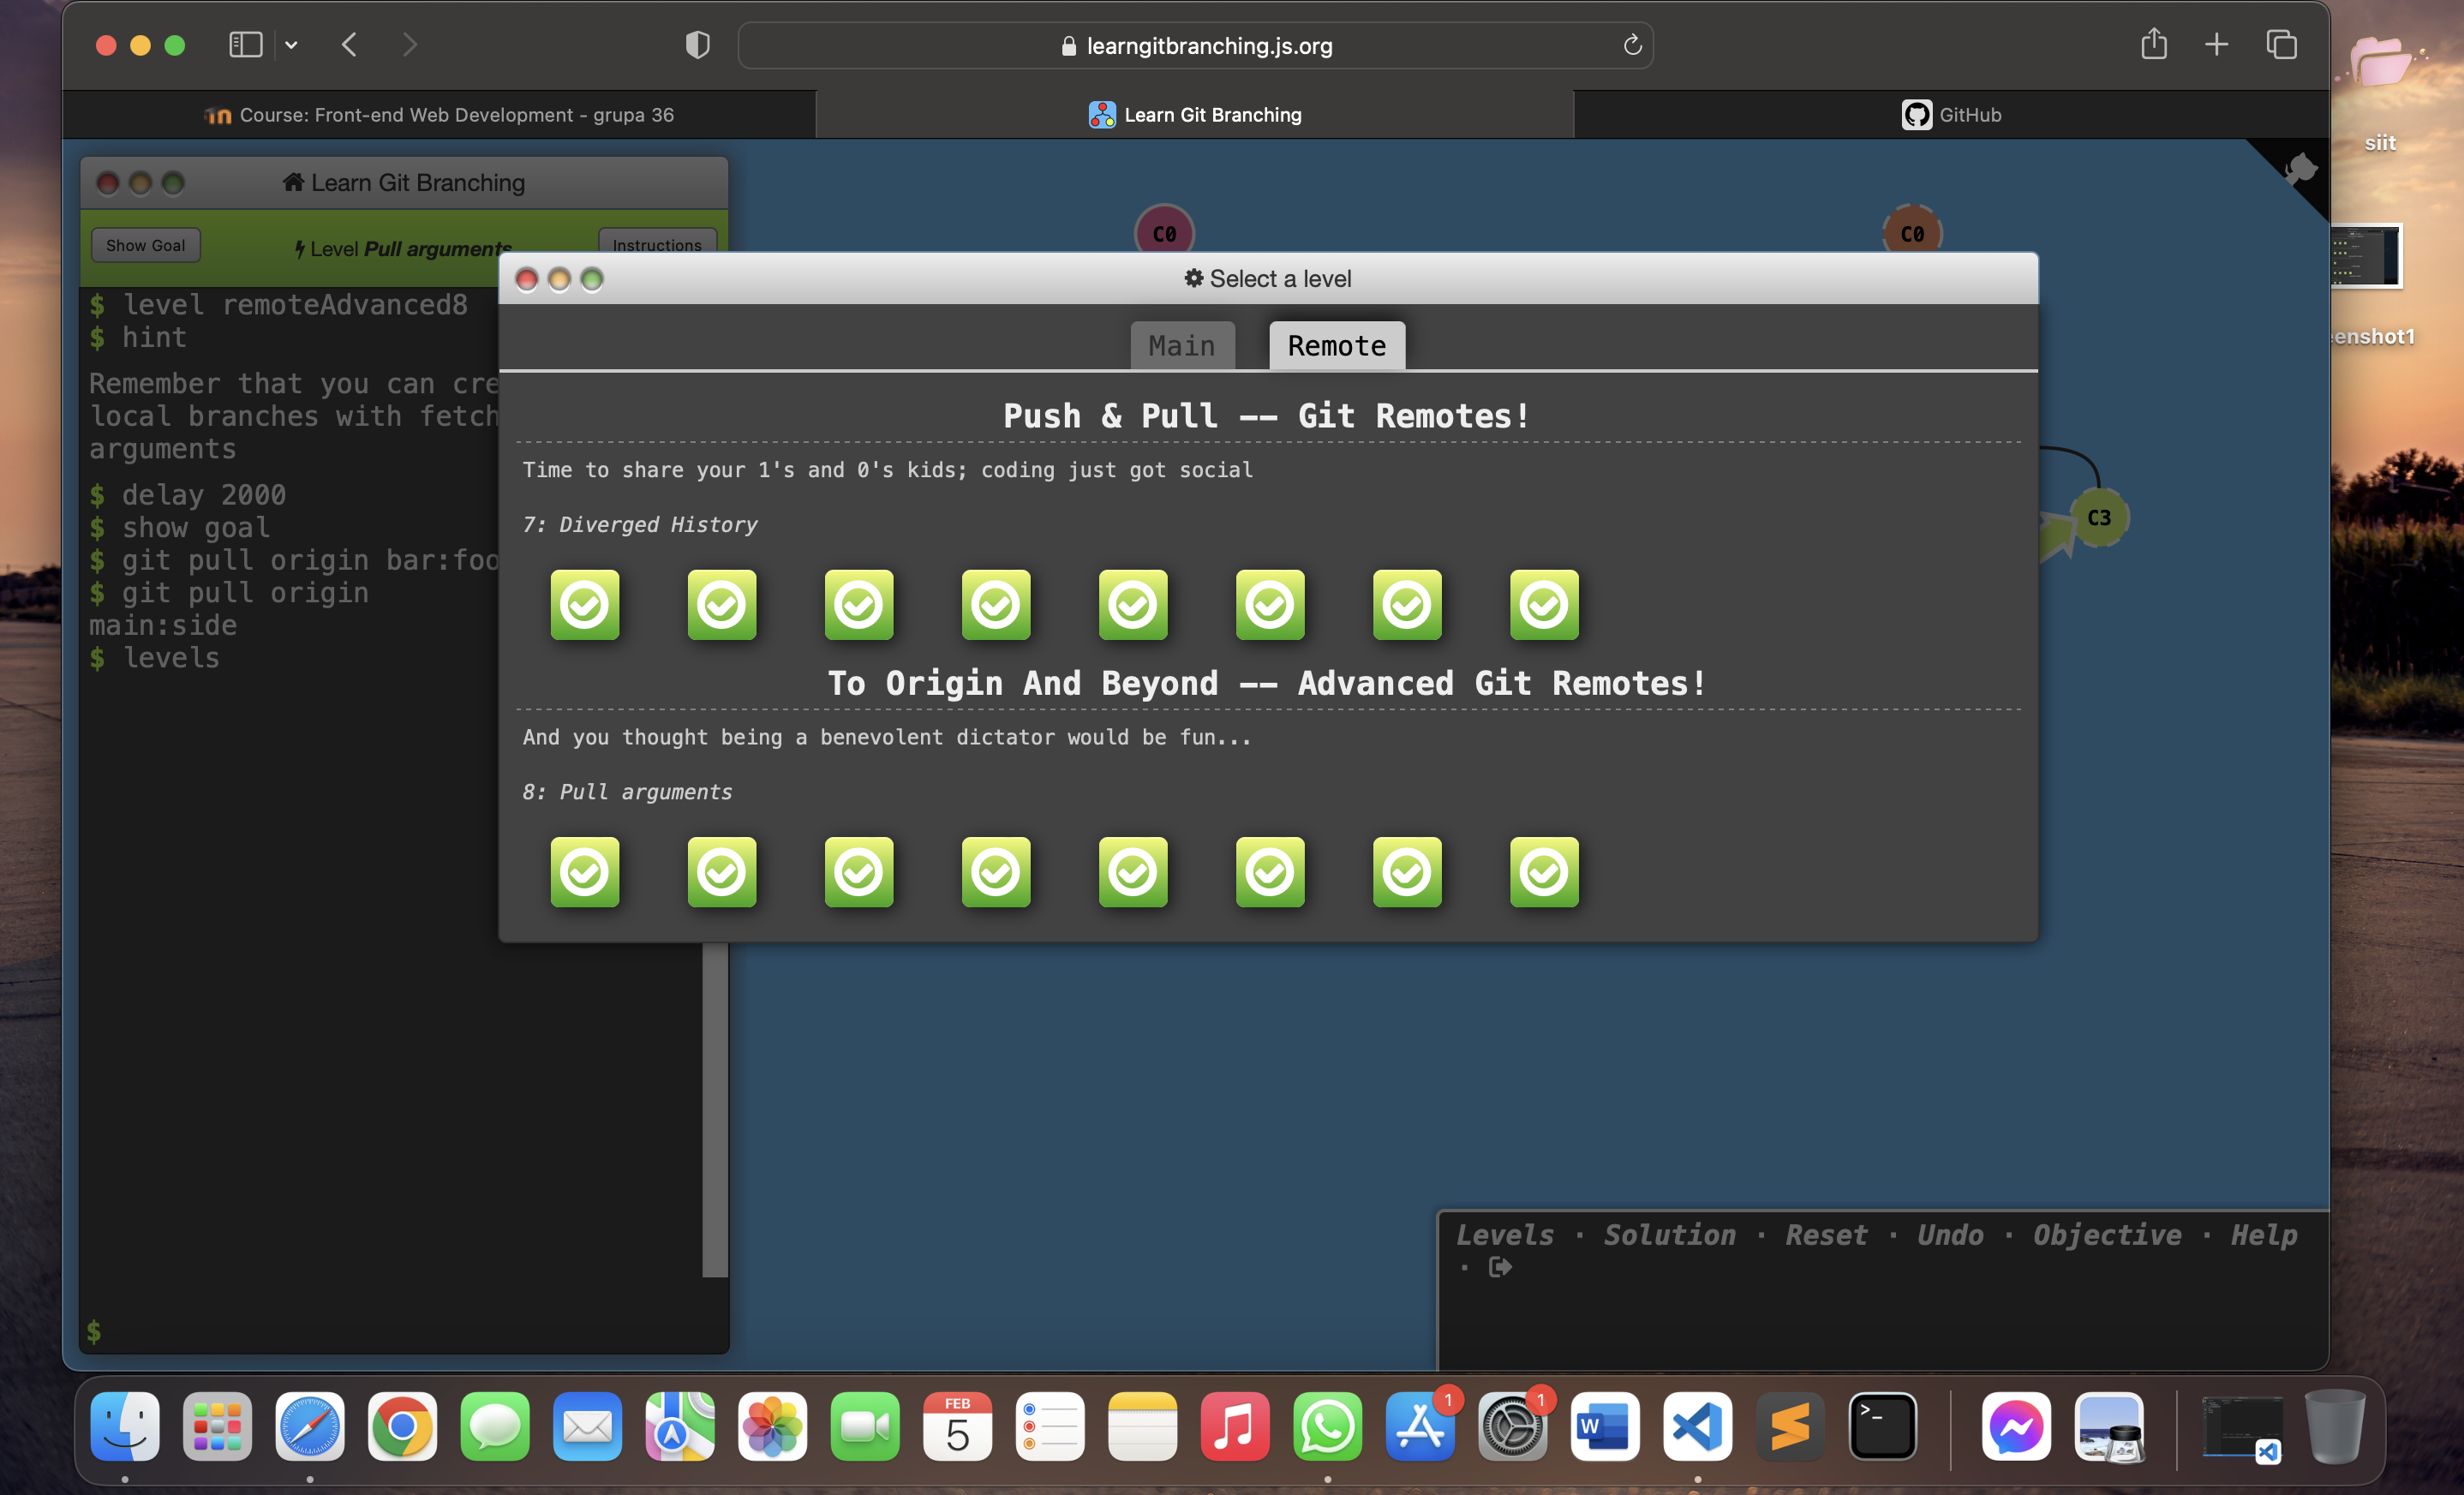 learngitbranching.js.org
Course: Front-end Web Development - grupa 36
Learn Git Branching
GitHub
siit
eenshot1
Learn Git Branching
Show Goal
Level Pull arguments
Instructions
$ level remoteAdvanced8
$ hint
Remember that you can cre
local branches with fetch
arguments
$ delay 2000
$ show goal
$ git pull origin bar:foo
$ git pull origin
main:side
$ levels
$
C0
C0
C3
Select a level
Main
Remote
Push & Pull -- Git Remotes!
Time to share your 1's and 0's kids; coding just got social
7: Diverged History
To Origin And Beyond -- Advanced Git Remotes!
And you thought being a benevolent dictator would be fun...
8: Pull arguments
Levels · Solution · Reset · Undo · Objective · Help
·
FEB
5
1
1
W
>_